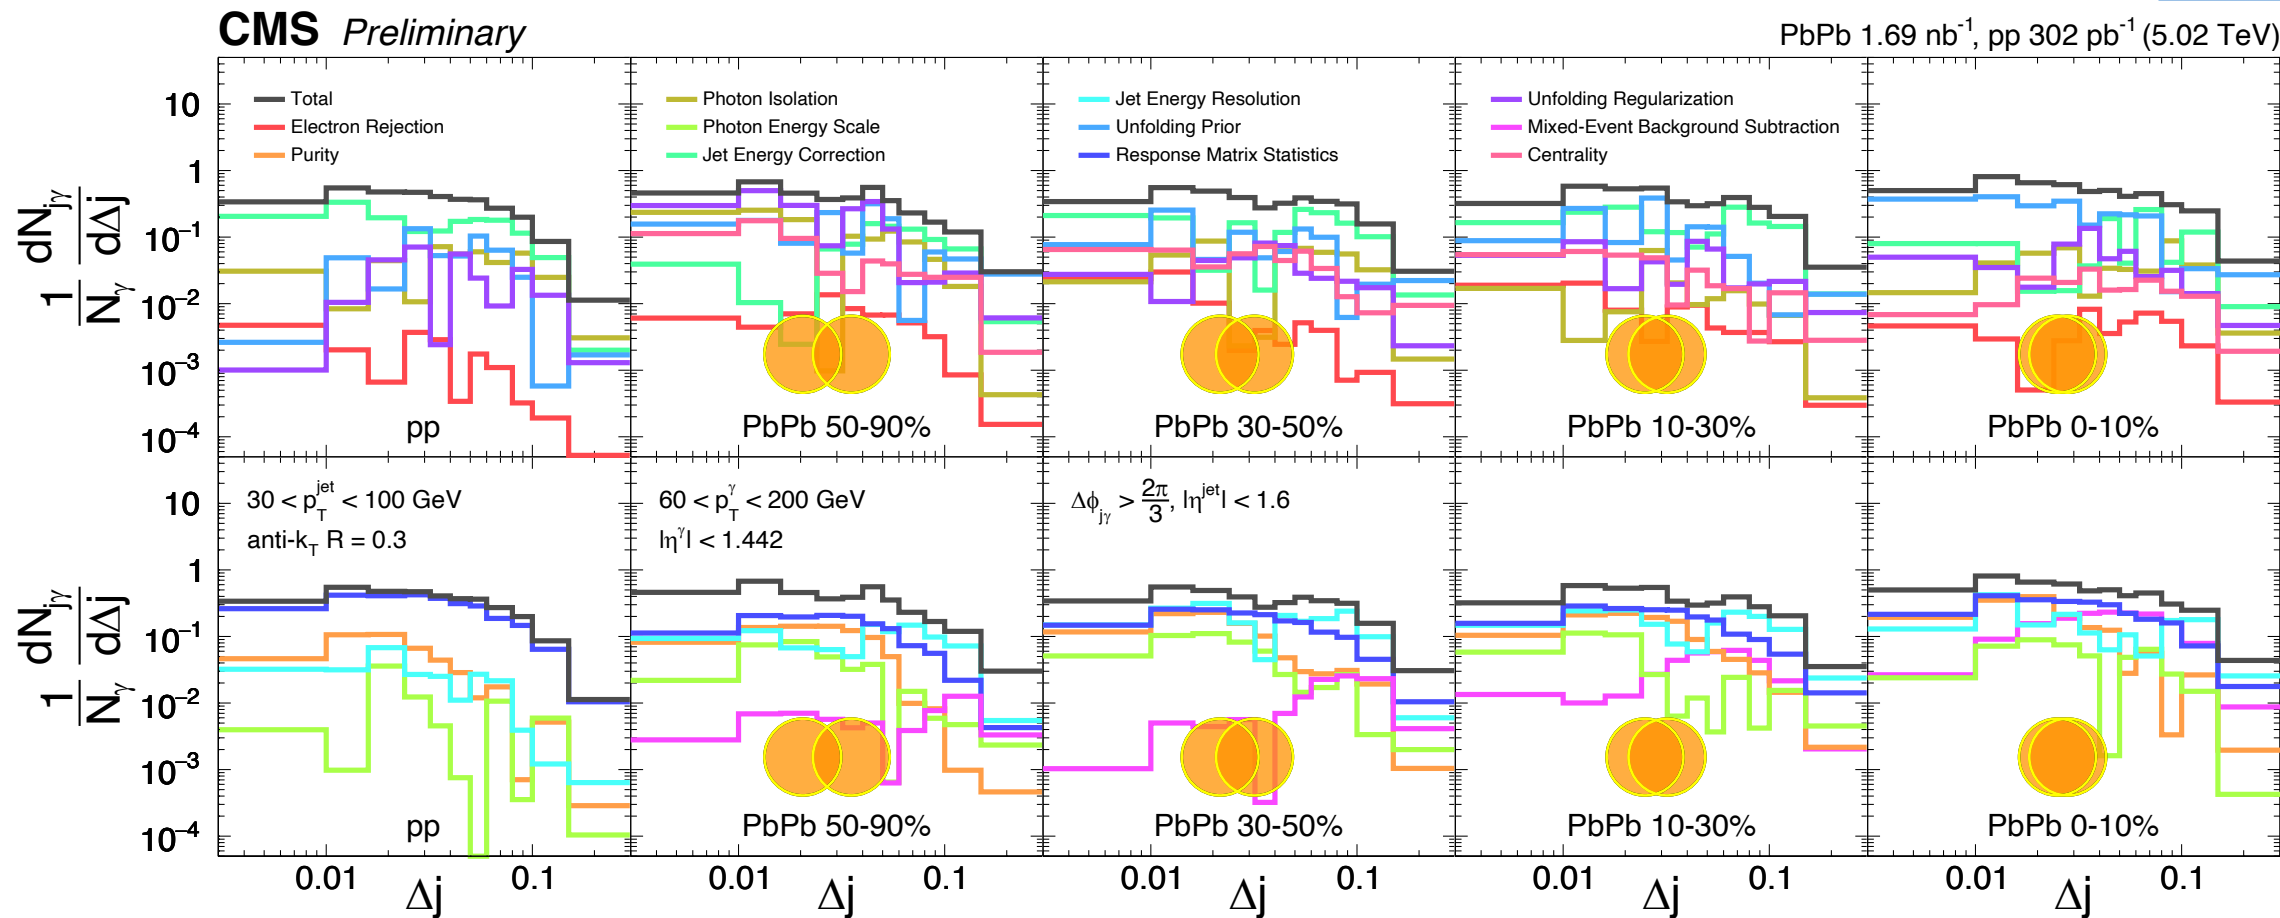 CMS Preliminary
PbPb 1.69 nb⁻¹, pp 302 pb⁻¹ (5.02 TeV)
1/Nγ dNjγ/dΔj
10
1
10⁻¹
10⁻²
10⁻³
10⁻⁴
Total
Electron Rejection
Purity
Photon Isolation
Photon Energy Scale
Jet Energy Correction
Jet Energy Resolution
Unfolding Prior
Response Matrix Statistics
Unfolding Regularization
Mixed-Event Background Subtraction
Centrality
pp
PbPb 50-90%
PbPb 30-50%
PbPb 10-30%
PbPb 0-10%
1/Nγ dNjγ/dΔj
10
1
10⁻¹
10⁻²
10⁻³
10⁻⁴
30 < p_T^jet < 100 GeV
anti-k_T R = 0.3
60 < p_T^γ < 200 GeV
|η^γ| < 1.442
Δϕ_jγ > 2π/3, |η^jet| < 1.6
pp
PbPb 50-90%
PbPb 30-50%
PbPb 10-30%
PbPb 0-10%
0.01 0.1 0.01 0.1 0.01 0.1 0.01 0.1 0.01 0.1
Δj Δj Δj Δj Δj